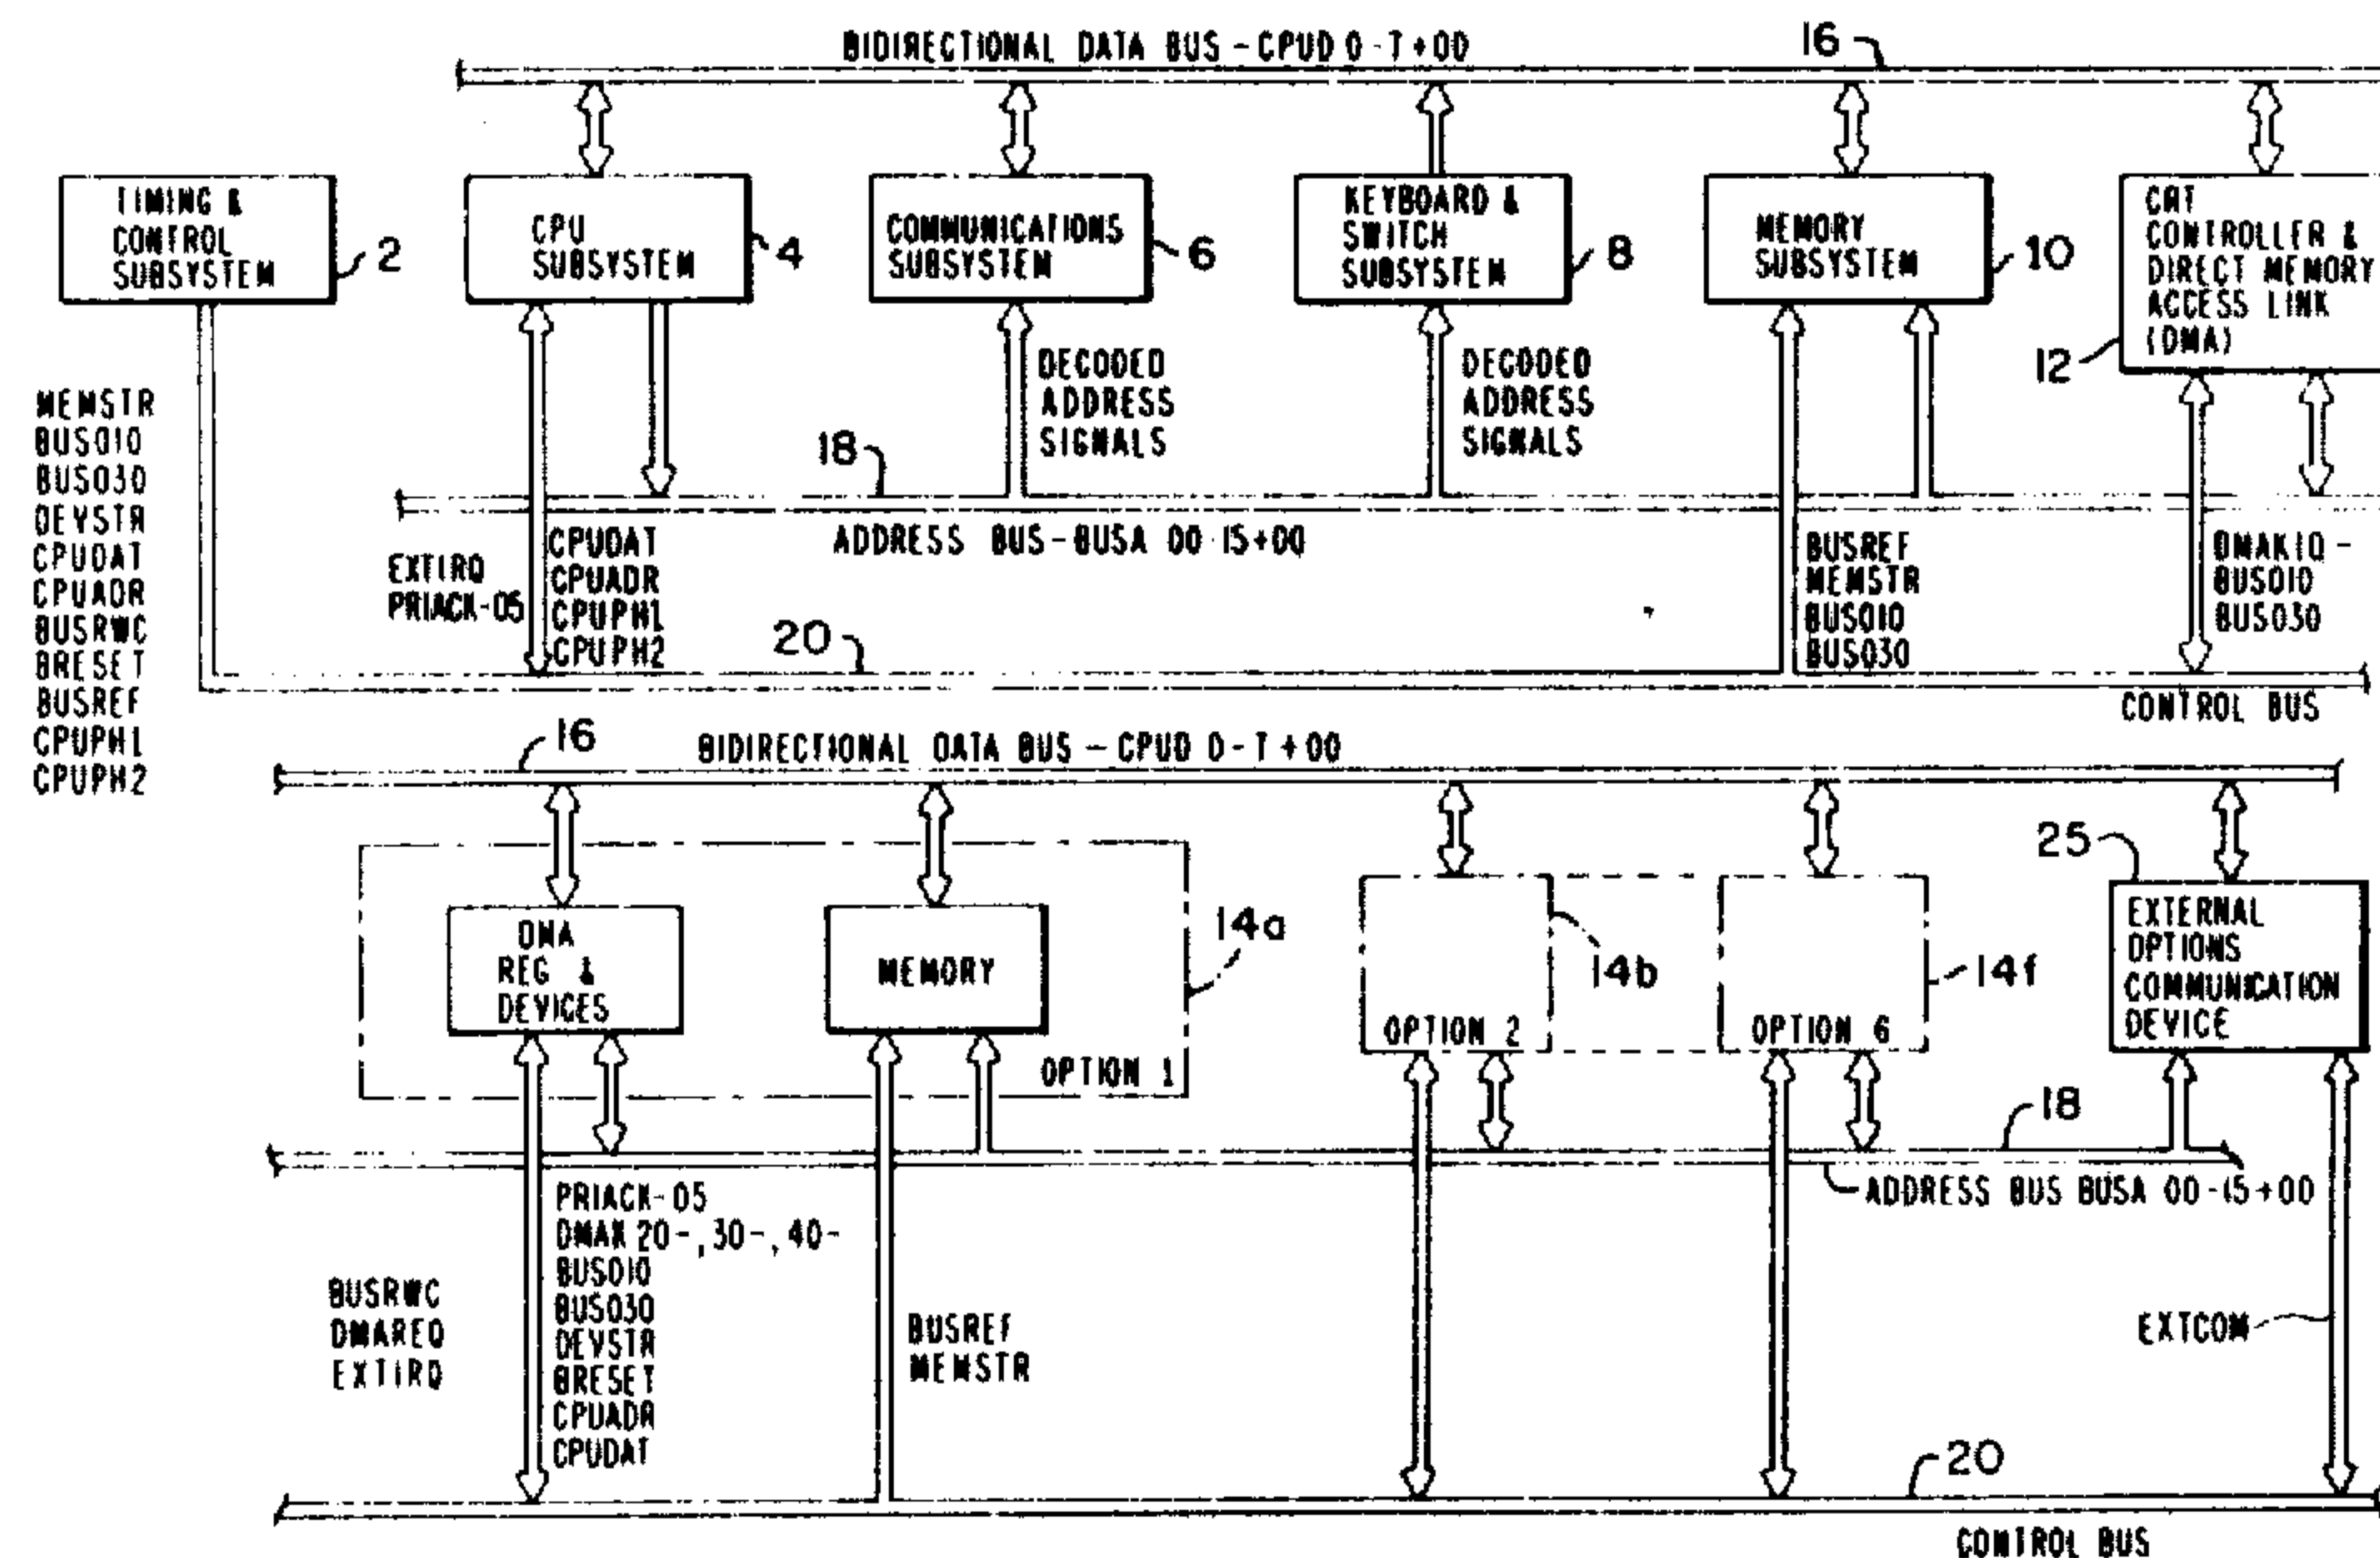 BIDIRECTIONAL DATA BUS - CPUD 0 - T + 00
16
TIMING &
CONTROL
SUBSYSTEM
2
CPU
SUBSYSTEM
4
COMMUNICATIONS
SUBSYSTEM
6
KEYBOARD &
SWITCH
SUBSYSTEM
8
MEMORY
SUBSYSTEM
10
CRT
CONTROLLER &
DIRECT MEMORY
ACCESS LINK
(DMA)
12
MEMSTR
BUS010
BUS030
DEVSTR
CPUDAT
CPUADR
BUSRWC
BRESET
BUSREF
CPUPH1
CPUPH2
DECODED
ADDRESS
SIGNALS
DECODED
ADDRESS
SIGNALS
18
ADDRESS BUS-BUSA 00-15+00
EXTIRQ
PRIACK-05
CPUDAT
CPUADR
CPUPH1
CPUPH2
20
BUSREF
MEMSTR
BUS010
BUS030
DMAK10-
BUS010
BUS030
CONTROL BUS
16
BIDIRECTIONAL DATA BUS - CPUD 0 - T + 00
DMA
REG &
DEVICES
MEMORY
14a
OPTION 1
14b
OPTION 2
14f
OPTION 6
25
EXTERNAL
OPTIONS
COMMUNICATION
DEVICE
18
ADDRESS BUS BUSA 00-15+00
BUSRWC
DMAREQ
EXTIRQ
PRIACK-05
DMAK 20-,30-,40-
BUS010
BUS030
DEVSTR
BRESET
CPUADR
CPUDAT
BUSREF
MEMSTR
EXTCOM
20
CONTROL BUS